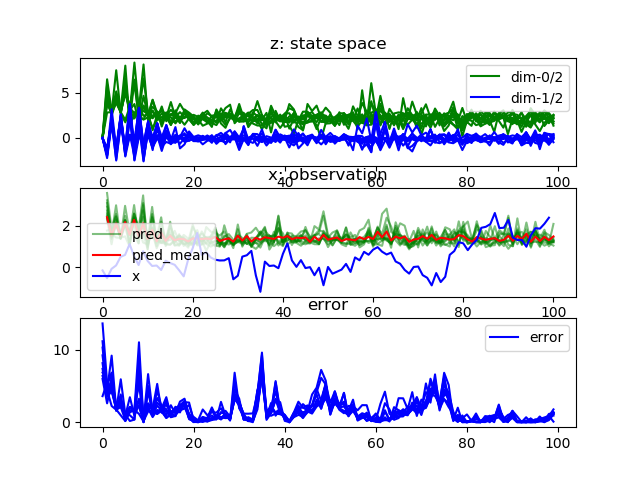 z: state space
5
0
dim-0/2
dim-1/2
0 20 40 60 80 100
x: observation
2
0
pred
pred_mean
x
0 20 40 60 80 100
error
10
0
error
0 20 40 60 80 100